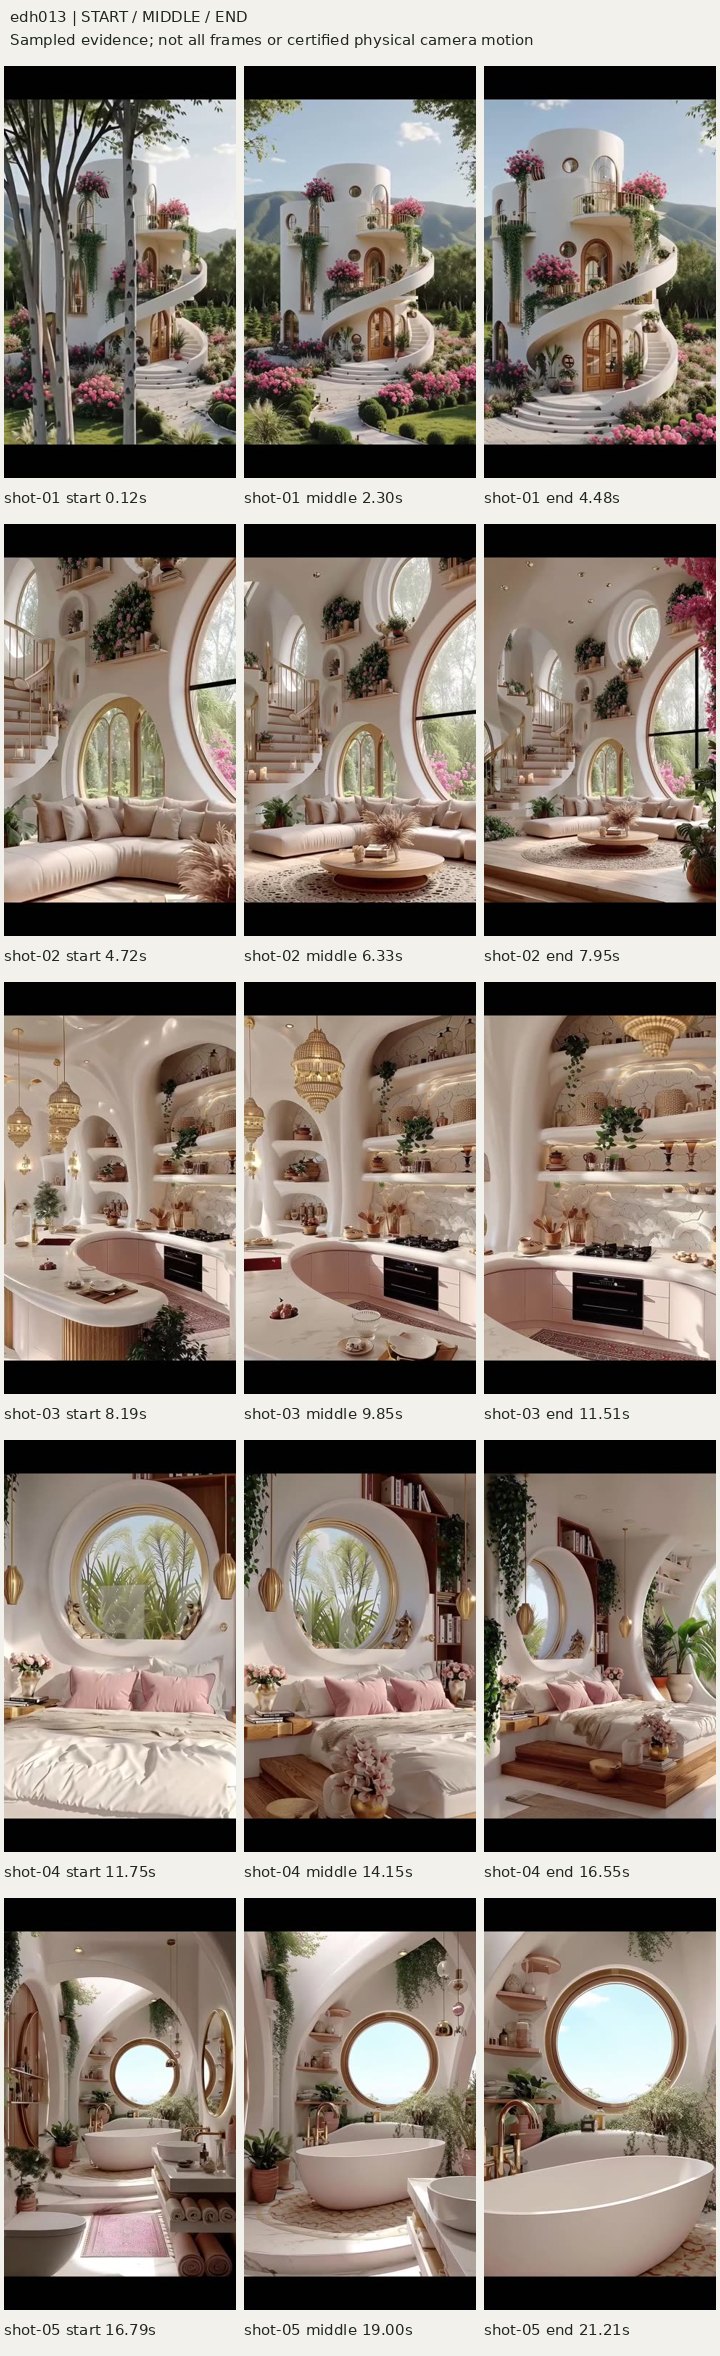 edh013 | START / MIDDLE / END
Sampled evidence; not all frames or certified physical camera motion
shot-01 start 0.12s
shot-01 middle 2.30s
shot-01 end 4.48s
shot-02 start 4.72s
shot-02 middle 6.33s
shot-02 end 7.95s
shot-03 start 8.19s
shot-03 middle 9.85s
shot-03 end 11.51s
shot-04 start 11.75s
shot-04 middle 14.15s
shot-04 end 16.55s
shot-05 start 16.79s
shot-05 middle 19.00s
shot-05 end 21.21s